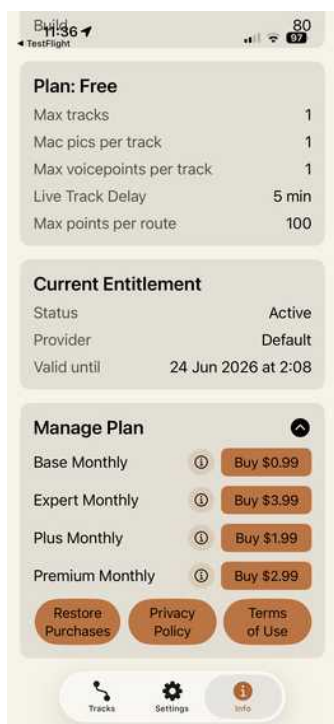 Build 80
11:36
97
TestFlight
Plan: Free
Max tracks 1
Mac pics per track 1
Max voicepoints per track 1
Live Track Delay 5 min
Max points per route 100
Current Entitlement
Status Active
Provider Default
Valid until 24 Jun 2026 at 2:08
Manage Plan
Base Monthly Buy $0.99
Expert Monthly Buy $3.99
Plus Monthly Buy $1.99
Premium Monthly Buy $2.99
Restore Purchases
Privacy Policy
Terms of Use
Tracks Settings Info